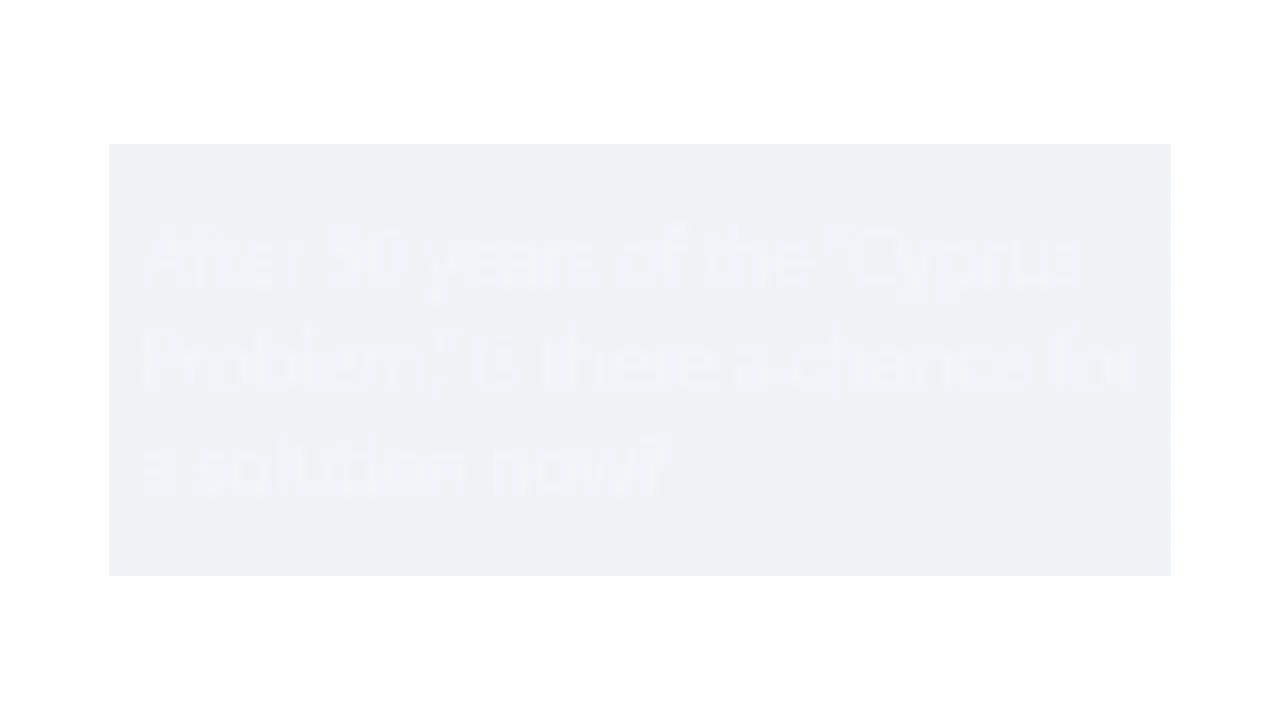 After 50 years of the "Cyprus
Problem," is there a chance for
a solution now?